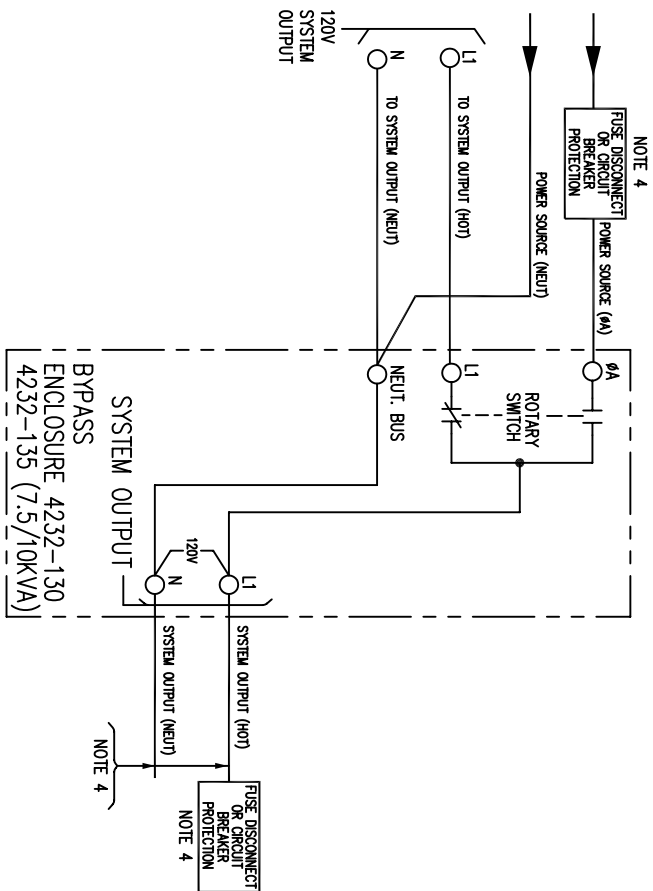 NOTE 4
FUSE DISCONNECT
OR CIRCUIT
BREAKER
PROTECTION
POWER SOURCE (ØA)
POWER SOURCE (NEUT)
120V
SYSTEM
OUTPUT
L1
N
TO SYSTEM OUTPUT (HOT)
TO SYSTEM OUTPUT (NEUT)
ØA
ROTARY
SWITCH
L1
NEUT. BUS
SYSTEM OUTPUT
120V
L1
N
BYPASS
ENCLOSURE 4232-130
4232-135 (7.5/10KVA)
SYSTEM OUTPUT (HOT)
SYSTEM OUTPUT (NEUT)
NOTE 4
FUSE DISCONNECT
OR CIRCUIT
BREAKER
PROTECTION
NOTE 4